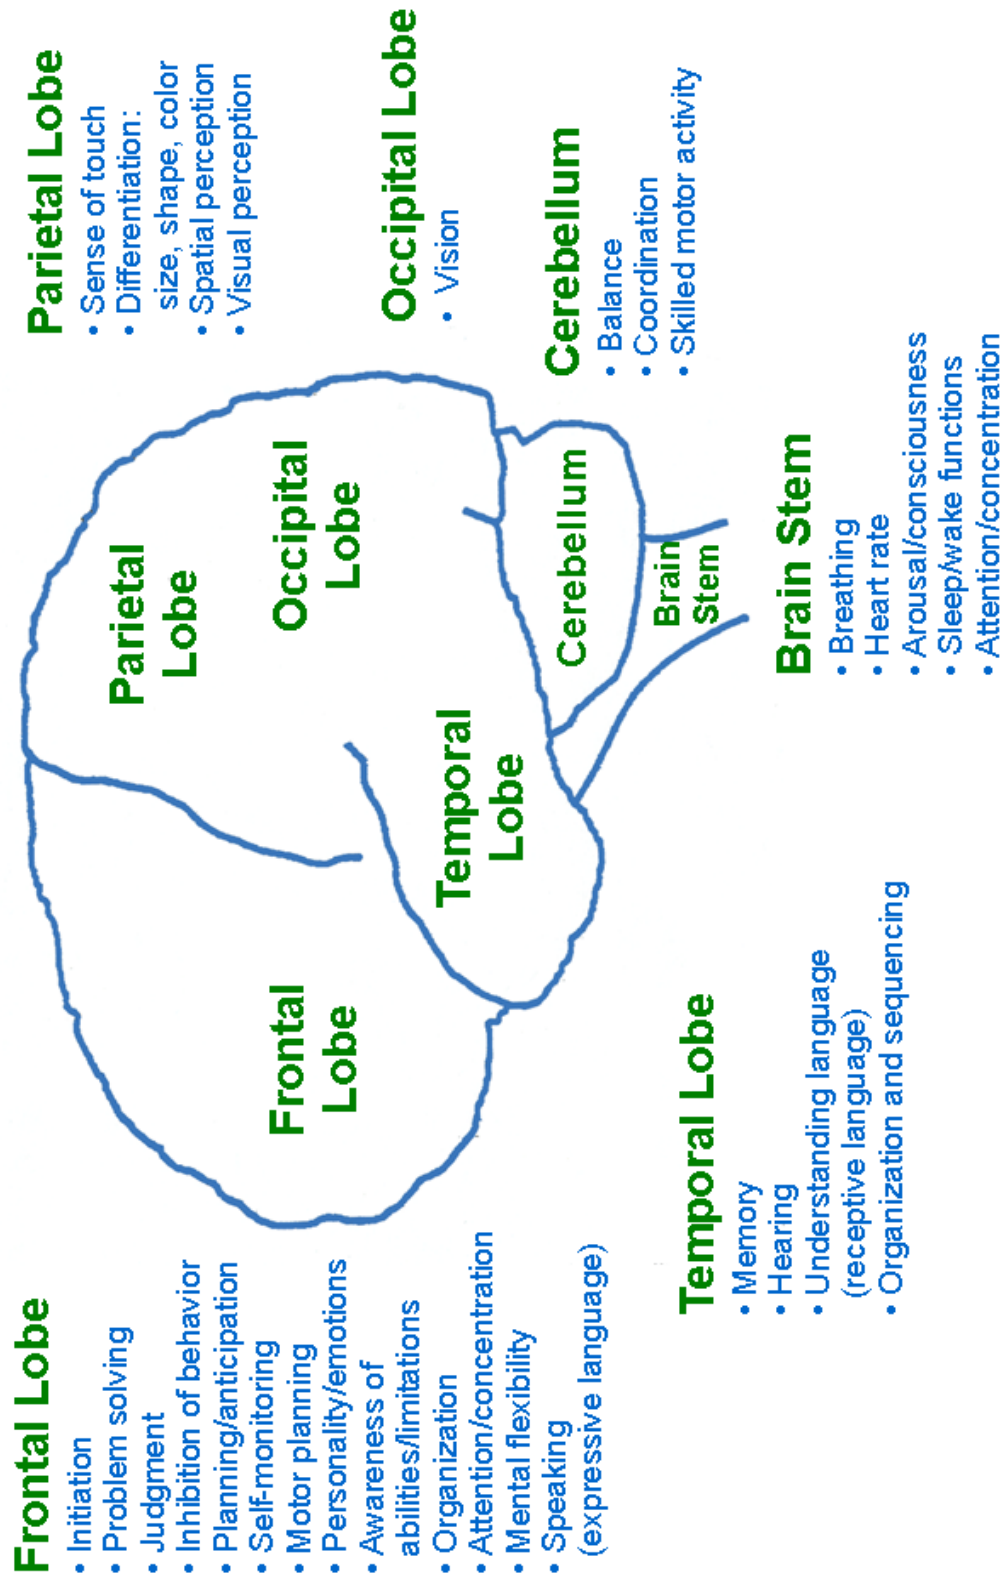 Frontal Lobe
• Initiation
• Problem solving
• Judgment
• Inhibition of behavior
• Planning/anticipation
• Self-monitoring
• Motor planning
• Personality/emotions
• Awareness of
abilities/limitations
• Organization
• Attention/concentration
• Mental flexibility
• Speaking
(expressive language)
Frontal
Lobe
Parietal
Lobe
Occipital
Lobe
Temporal
Lobe
Cerebellum
Brain
Stem
Parietal Lobe
• Sense of touch
• Differentiation:
size, shape, color
• Spatial perception
• Visual perception
Occipital Lobe
• Vision
Cerebellum
• Balance
• Coordination
• Skilled motor activity
Temporal Lobe
• Memory
• Hearing
• Understanding language
(receptive language)
• Organization and sequencing
Brain Stem
• Breathing
• Heart rate
• Arousal/consciousness
• Sleep/wake functions
• Attention/concentration